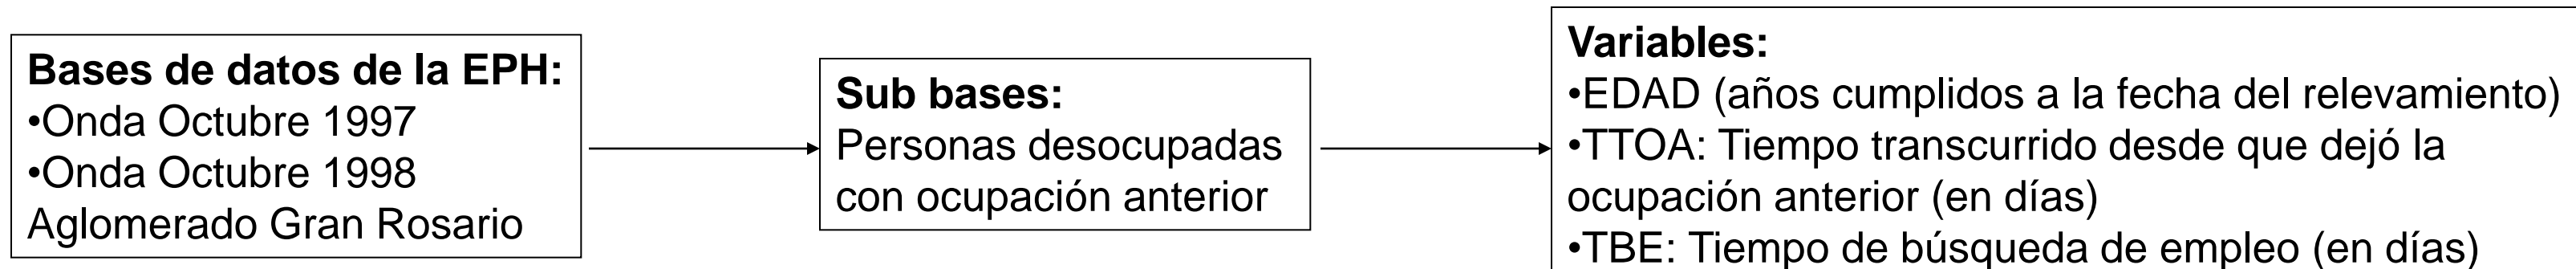 Bases de datos de la EPH:
•Onda Octubre 1997
•Onda Octubre 1998
Aglomerado Gran Rosario
Sub bases:
Personas desocupadas
con ocupación anterior
Variables:
•EDAD (años cumplidos a la fecha del relevamiento)
•TTOA: Tiempo transcurrido desde que dejó la
ocupación anterior (en días)
•TBE: Tiempo de búsqueda de empleo (en días)